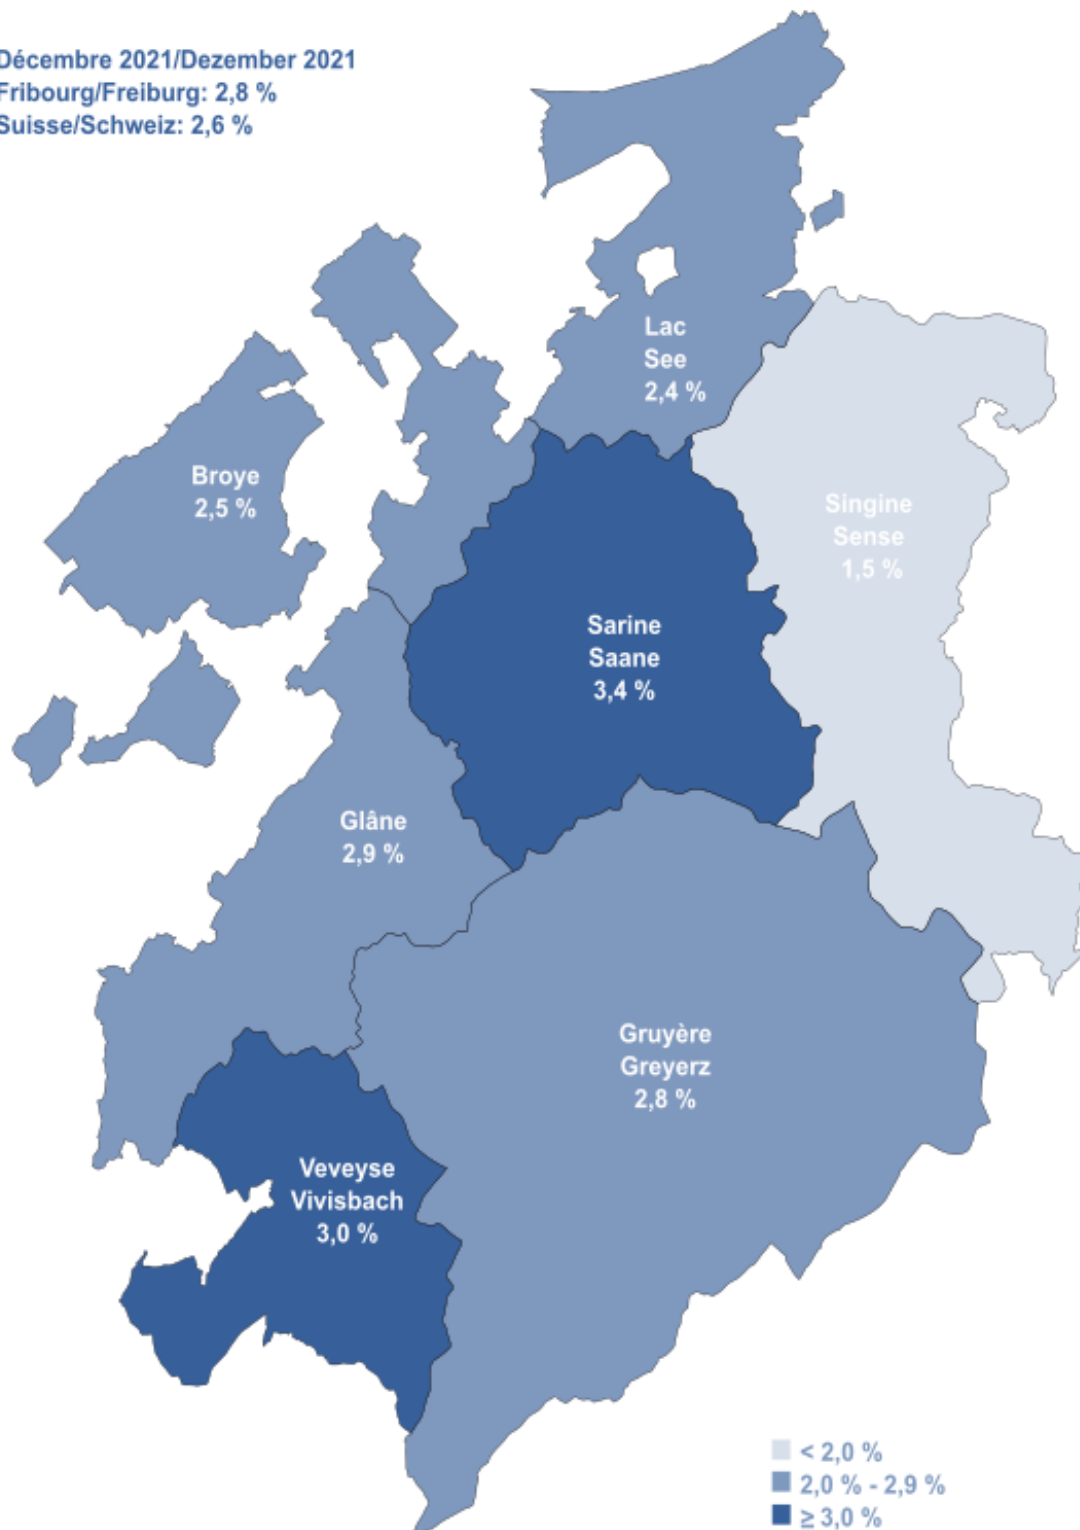 Décembre 2021/Dezember 2021
Fribourg/Freiburg: 2,8 %
Suisse/Schweiz: 2,6 %
Lac
See
2,4 %
Broye
2,5 %
Singine
Sense
1,5 %
Sarine
Saane
3,4 %
Glâne
2,9 %
Gruyère
Greyerz
2,8 %
Veveyse
Vivisbach
3,0 %
< 2,0 %
2,0 % - 2,9 %
≥ 3,0 %